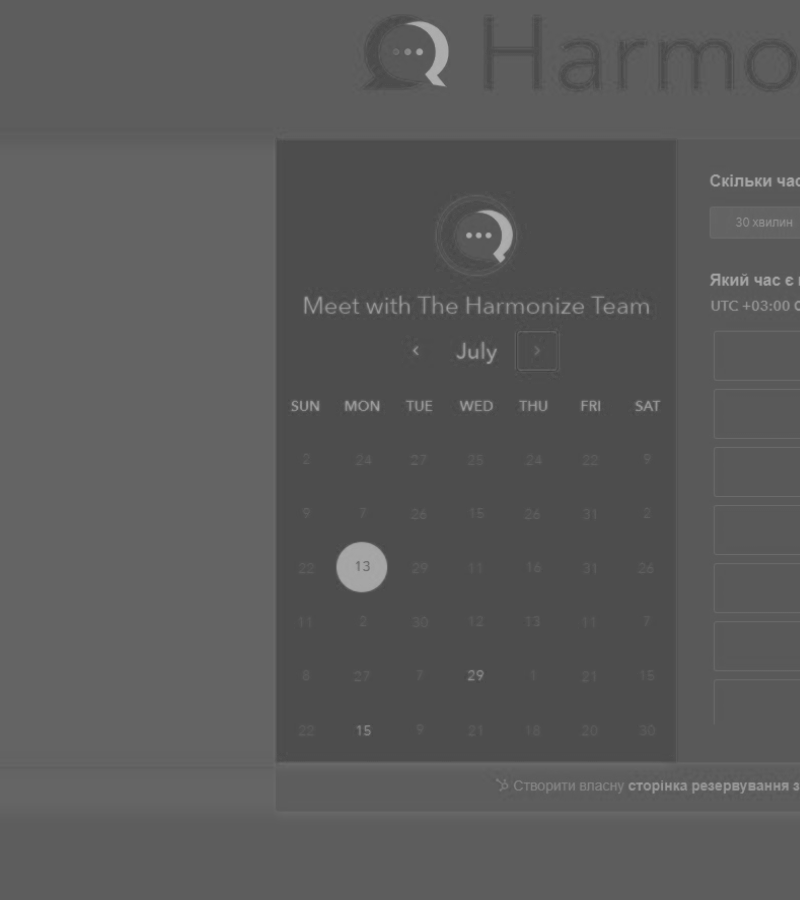 Harmo
Meet with The Harmonize Team
July
SUN MON TUE WED THU FRI SAT
2 24 27 25 24 22 9
9 7 26 15 26 31 2
22 13 29 11 16 31 26
11 2 30 12 13 11 7
8 27 7 29 1 21 15
22 15 9 21 18 20 30
Скільки час
30 хвилин
Який час є
UTC +03:00
Створити власну сторінка резервування з